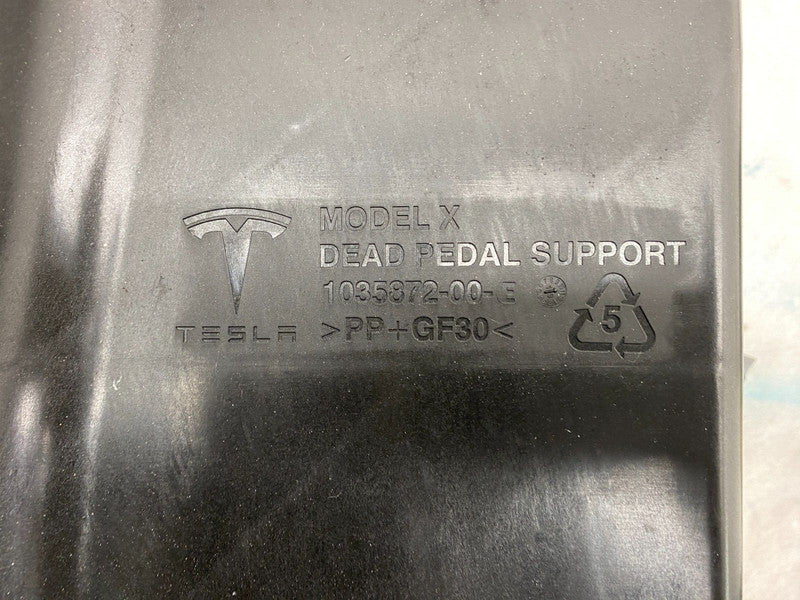 MODEL X
DEAD PEDAL SUPPORT
1035872-00-E
TESLA >PP+GF30< 5